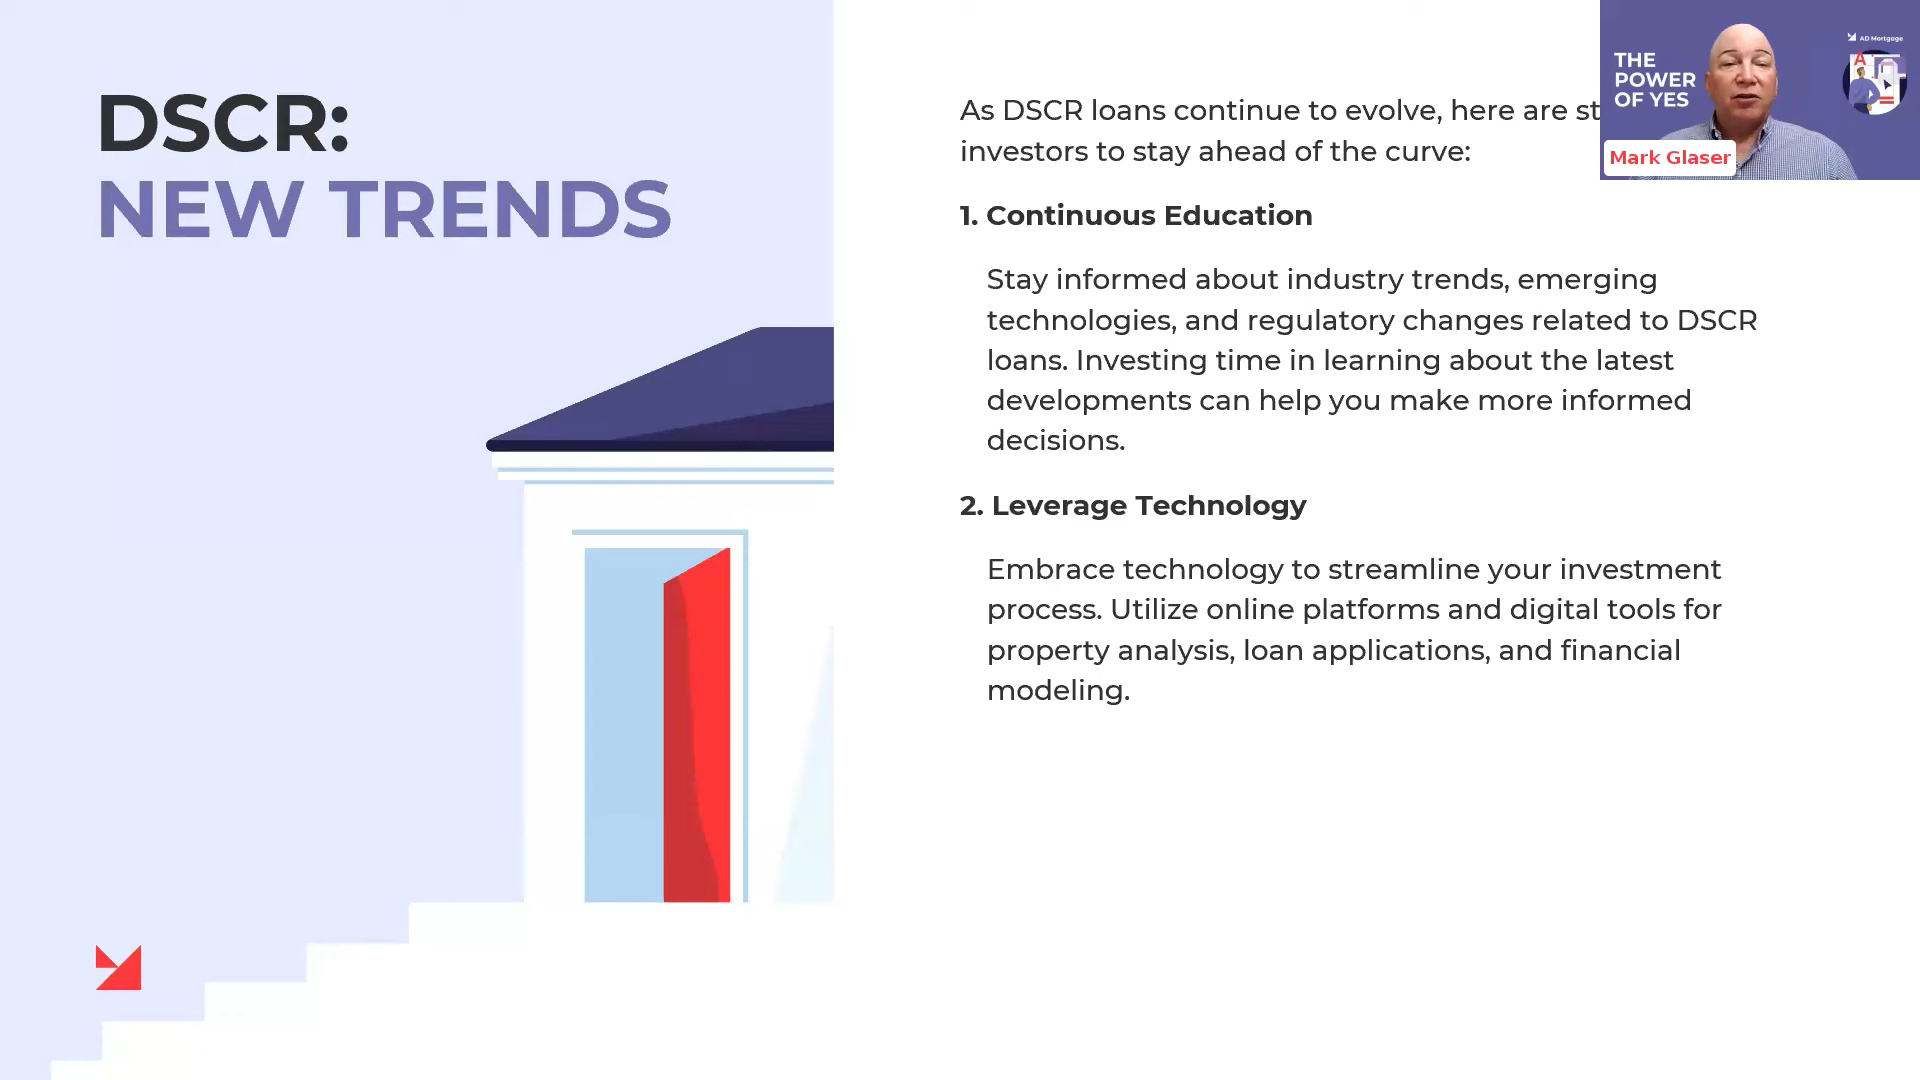 DSCR:
NEW TRENDS
As DSCR loans continue to evolve, here are st
investors to stay ahead of the curve:
1. Continuous Education
Stay informed about industry trends, emerging
technologies, and regulatory changes related to DSCR
loans. Investing time in learning about the latest
developments can help you make more informed
decisions.
2. Leverage Technology
Embrace technology to streamline your investment
process. Utilize online platforms and digital tools for
property analysis, loan applications, and financial
modeling.
THE
POWER
OF YES
AD Mortgage
A
Mark Glaser